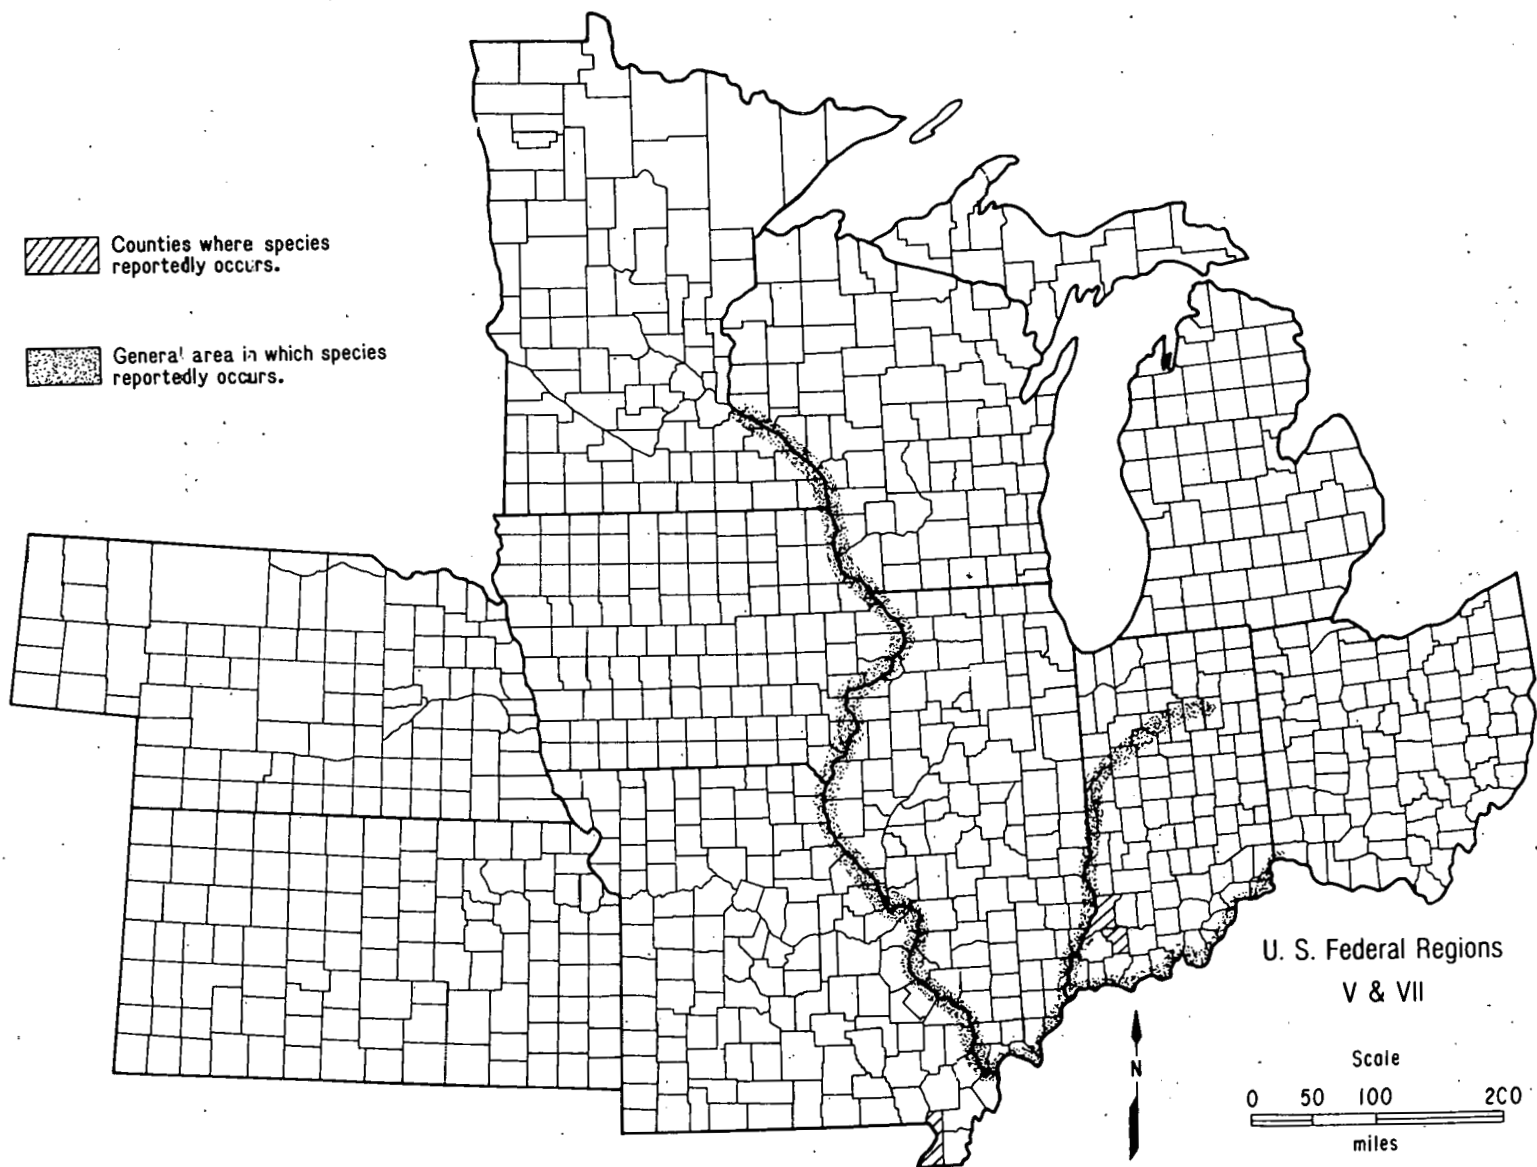 Counties where species
reportedly occurs.
General area in which species
reportedly occurs.
U. S. Federal Regions
V & VII
N
Scale
0 50 100 200
miles